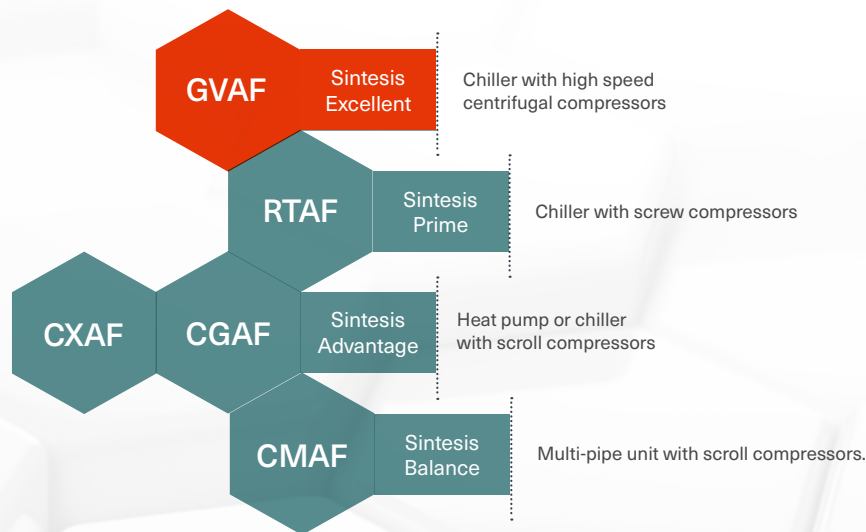 GVAF
Sintesis
Excellent
Chiller with high speed
centrifugal compressors
RTAF
Sintesis
Prime
Chiller with screw compressors
CXAF
CGAF
Sintesis
Advantage
Heat pump or chiller
with scroll compressors
CMAF
Sintesis
Balance
Multi-pipe unit with scroll compressors.